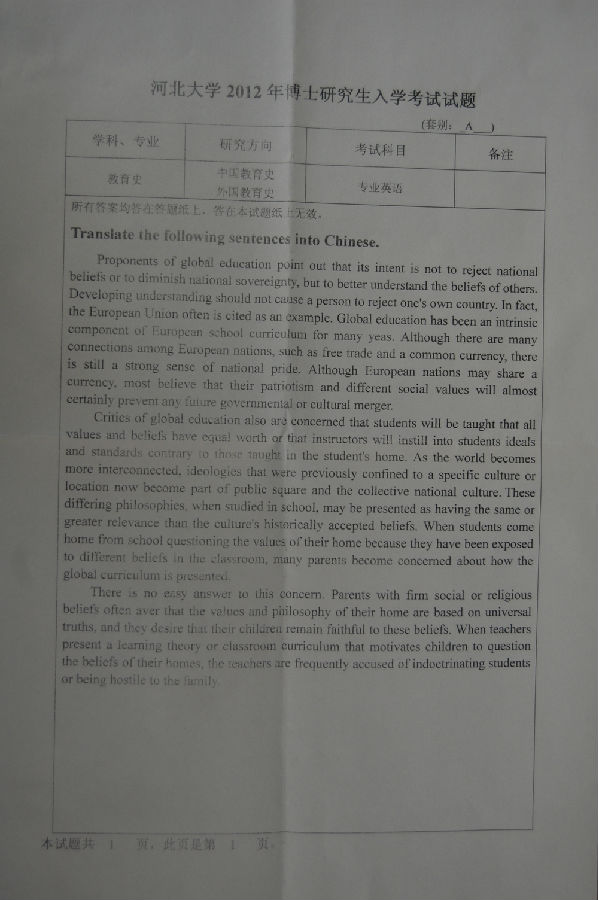 河北大学 2012 年博士研究生入学考试试题
(套别: A )
学科、专业 研究方向 考试科目 备注
教育史 中国教育史 专业英语
外国教育史
所有答案均答在答题纸上,答在本试题纸上无效。
Translate the following sentences into Chinese.
Proponents of global education point out that its intent is not to reject national
beliefs or to diminish national sovereignty, but to better understand the beliefs of others.
Developing understanding should not cause a person to reject one's own country. In fact,
the European Union often is cited as an example. Global education has been an intrinsic
component of European school curriculum for many yeas. Although there are many
connections among European nations, such as free trade and a common currency, there
is still a strong sense of national pride. Although European nations may share a
currency, most believe that their patriotism and different social values will almost
certainly prevent any future governmental or cultural merger.
Critics of global education also are concerned that students will be taught that all
values and beliefs have equal worth or that instructors will instill into students ideals
and standards contrary to those taught in the student's home. As the world becomes
more interconnected, ideologies that were previously confined to a specific culture or
location now become part of public square and the collective national culture. These
differing philosophies, when studied in school, may be presented as having the same or
greater relevance than the culture's historically accepted beliefs. When students come
home from school questioning the values of their home because they have been exposed
to different beliefs in the classroom, many parents become concerned about how the
global curriculum is presented.
There is no easy answer to this concern. Parents with firm social or religious
beliefs often aver that the values and philosophy of their home are based on universal
truths, and they desire that their children remain faithful to these beliefs. When teachers
present a learning theory or classroom curriculum that motivates children to question
the beliefs of their homes, the teachers are frequently accused of indoctrinating students
or being hostile to the family.
本试题共 1 页,此页是第 1 页。